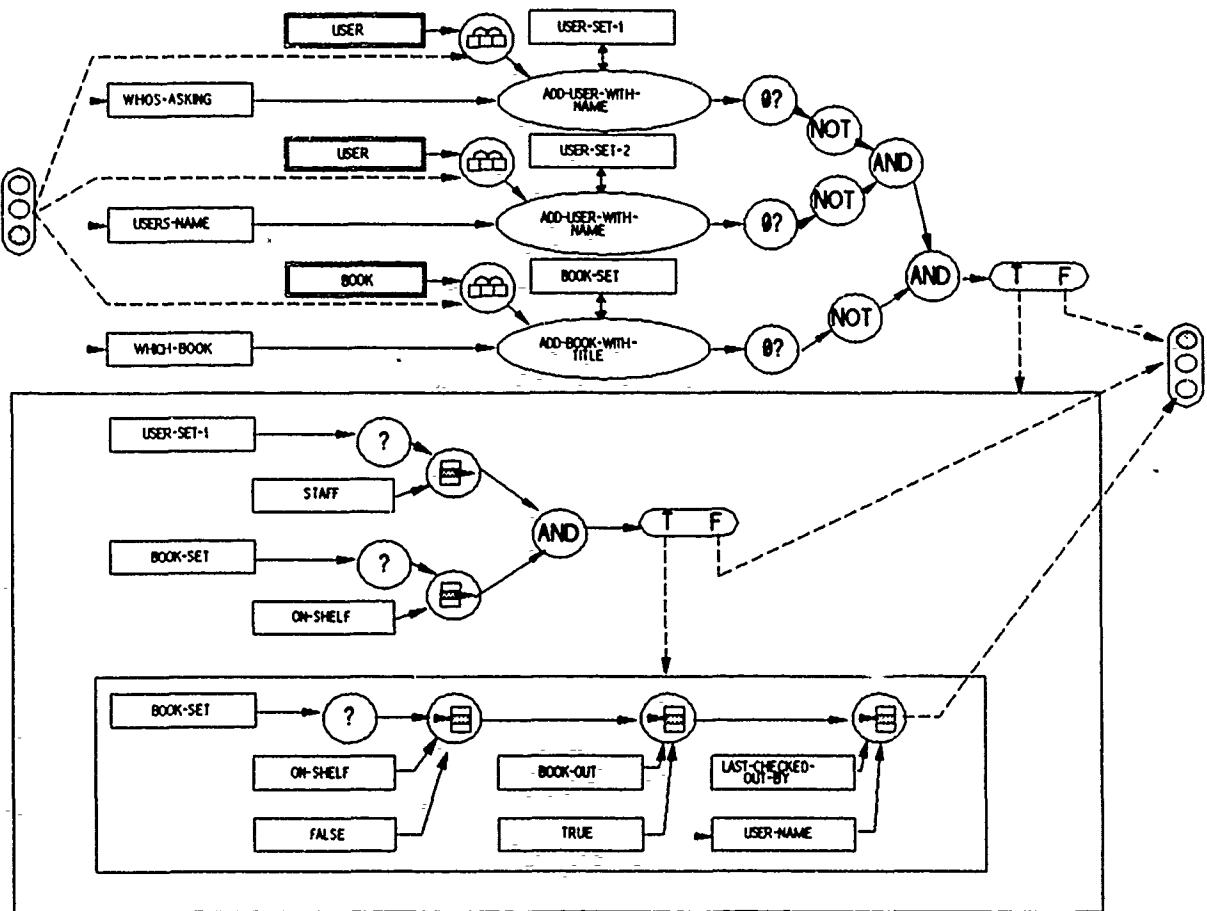 USER
USER-SET-1
WHOS-ASKING
ADD-USER-WITH-
NAME
0?
NOT
AND
USER
USER-SET-2
USERS-NAME
ADD-USER-WITH-
NAME
0?
NOT
BOOK
BOOK-SET
AND
T F
WHICH-BOOK
ADD-BOOK-WITH-
TITLE
0?
NOT
USER-SET-1
?
STAFF
AND
T F
BOOK-SET
?
ON-SHELF
BOOK-SET
?
ON-SHELF
BOOK-OUT
LAST-CHECKED-
OUT-BY
FALSE
TRUE
USER-NAME